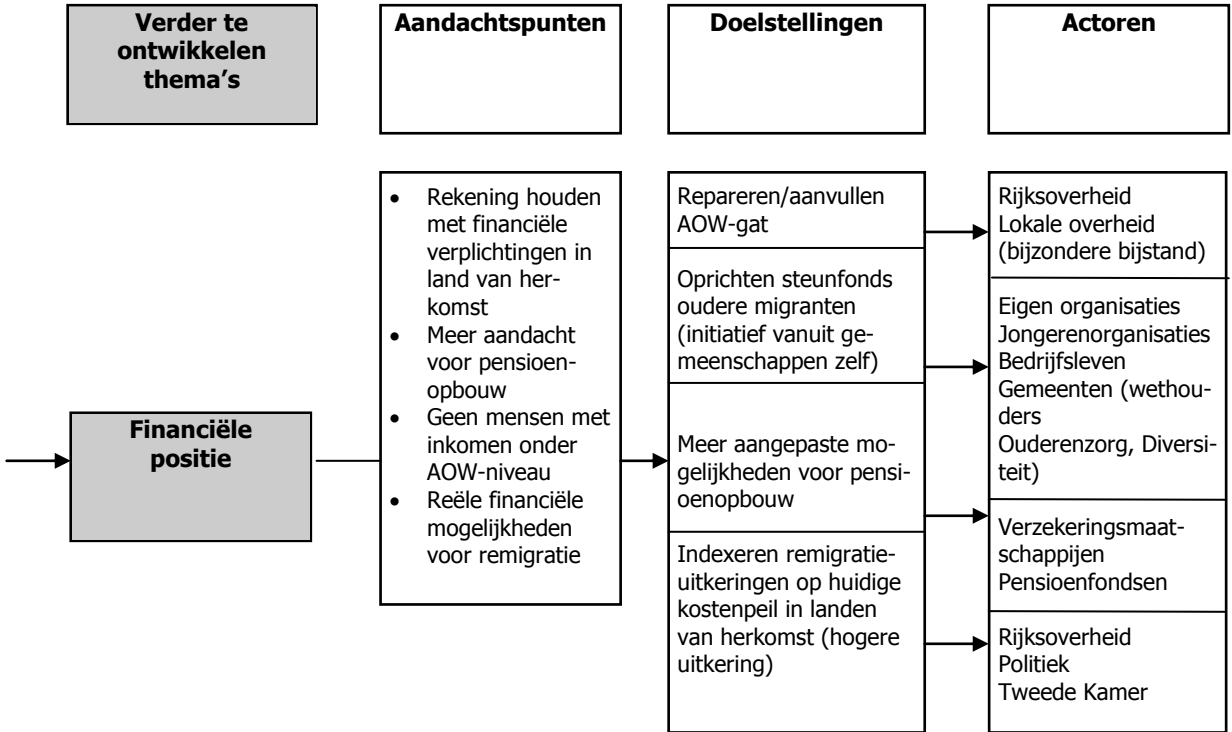 Verder te
ontwikkelen
thema's
Aandachtspunten
Doelstellingen
Actoren
Financiële
positie
• Rekening houden
met financiële
verplichtingen in
land van her-
komst
• Meer aandacht
voor pensioen-
opbouw
• Geen mensen met
inkomen onder
AOW-niveau
• Reële financiële
mogelijkheden
voor remigratie
Repareren/aanvullen
AOW-gat
Oprichten steunfonds
oudere migranten
(initiatief vanuit ge-
meenschappen zelf)
Meer aangepaste mo-
gelijkheden voor pensi-
oenopbouw
Indexeren remigratie-
uitkeringen op huidige
kostenpeil in landen
van herkomst (hogere
uitkering)
Rijksoverheid
Lokale overheid
(bijzondere bijstand)
Eigen organisaties
Jongerenorganisaties
Bedrijfsleven
Gemeenten (wethou-
ders
Ouderenzorg, Diversi-
teit)
Verzekeringsmaat-
schappijen
Pensioenfondsen
Rijksoverheid
Politiek
Tweede Kamer